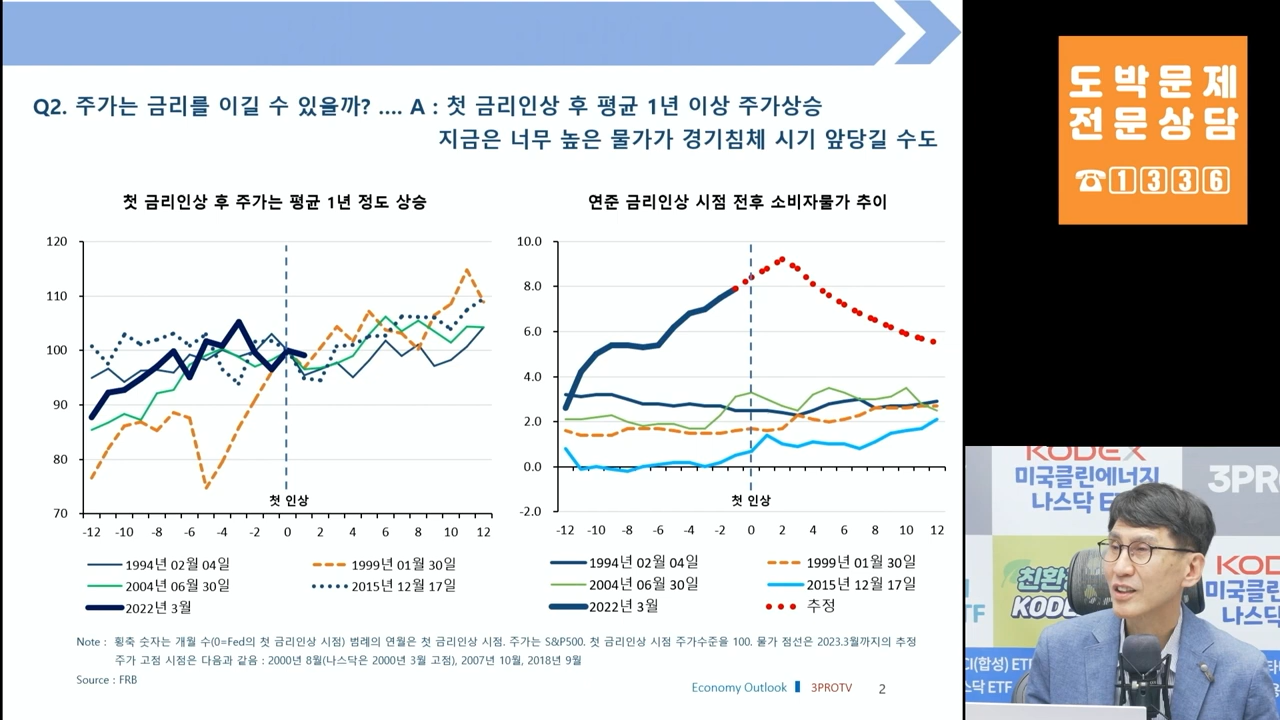 Q2. 주가는 금리를 이길 수 있을까? .... A : 첫 금리인상 후 평균 1년 이상 주가상승
지금은 너무 높은 물가가 경기침체 시기 앞당길 수도
첫 금리인상 후 주가는 평균 1년 정도 상승
120
110
100
90
80
70
-12 -10 -8 -6 -4 -2 0 2 4 6 8 10 12
첫 인상
1994년 02월 04일
1999년 01월 30일
2004년 06월 30일
2015년 12월 17일
2022년 3월
연준 금리인상 시점 전후 소비자물가 추이
10.0
8.0
6.0
4.0
2.0
0.0
-2.0
첫 인상
-12 -10 -8 -6 -4 -2 0 2 4 6 8 10 12
1994년 02월 04일
1999년 01월 30일
2004년 06월 30일
2015년 12월 17일
2022년 3월
추정
Note : 횡축 숫자는 개월 수(0=Fed의 첫 금리인상 시점) 범례의 연월은 첫 금리인상 시점. 주가는 S&P500. 첫 금리인상 시점 주가수준을 100. 물가 점선은 2023.3월까지의 추정
주가 고점 시점은 다음과 같음 : 2000년 8월(나스닥은 2000년 3월 고점), 2007년 10월, 2018년 9월
Source : FRB
Economy Outlook
3PROTV
2
도박문제
전문상담
☎1336
KODEX
미국클린에너지
나스닥
3PRO
친환
KODE
ETF
KOD
미국클린
나스닥
CI(합성) ET
스닥 ETF